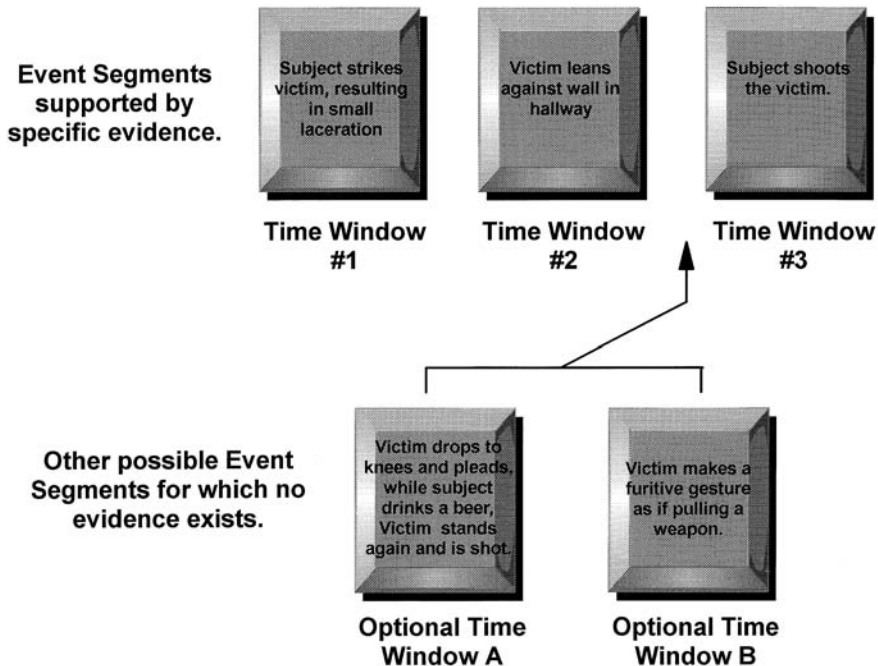 Event Segments
supported by
specific evidence.
Subject strikes
victim, resulting
in small
laceration
Victim leans
against wall in
hallway
Subject shoots
the victim.
Time Window
#1
Time Window
#2
Time Window
#3
Other possible Event
Segments for which no
evidence exists.
Victim drops to
knees and pleads,
while subject
drinks a beer,
Victim stands
again and is shot.
Victim makes a
furitive gesture
as if pulling a
weapon.
Optional Time
Window A
Optional Time
Window B